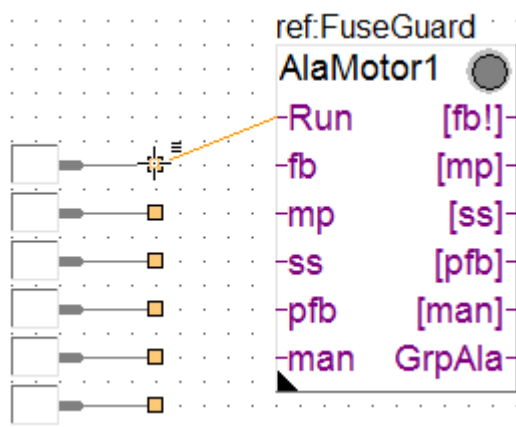 ref:FuseGuard
AlaMotor1
Run [fb!]
fb [mp]
mp [ss]
ss [pfb]
pfb [man]
man GrpAla